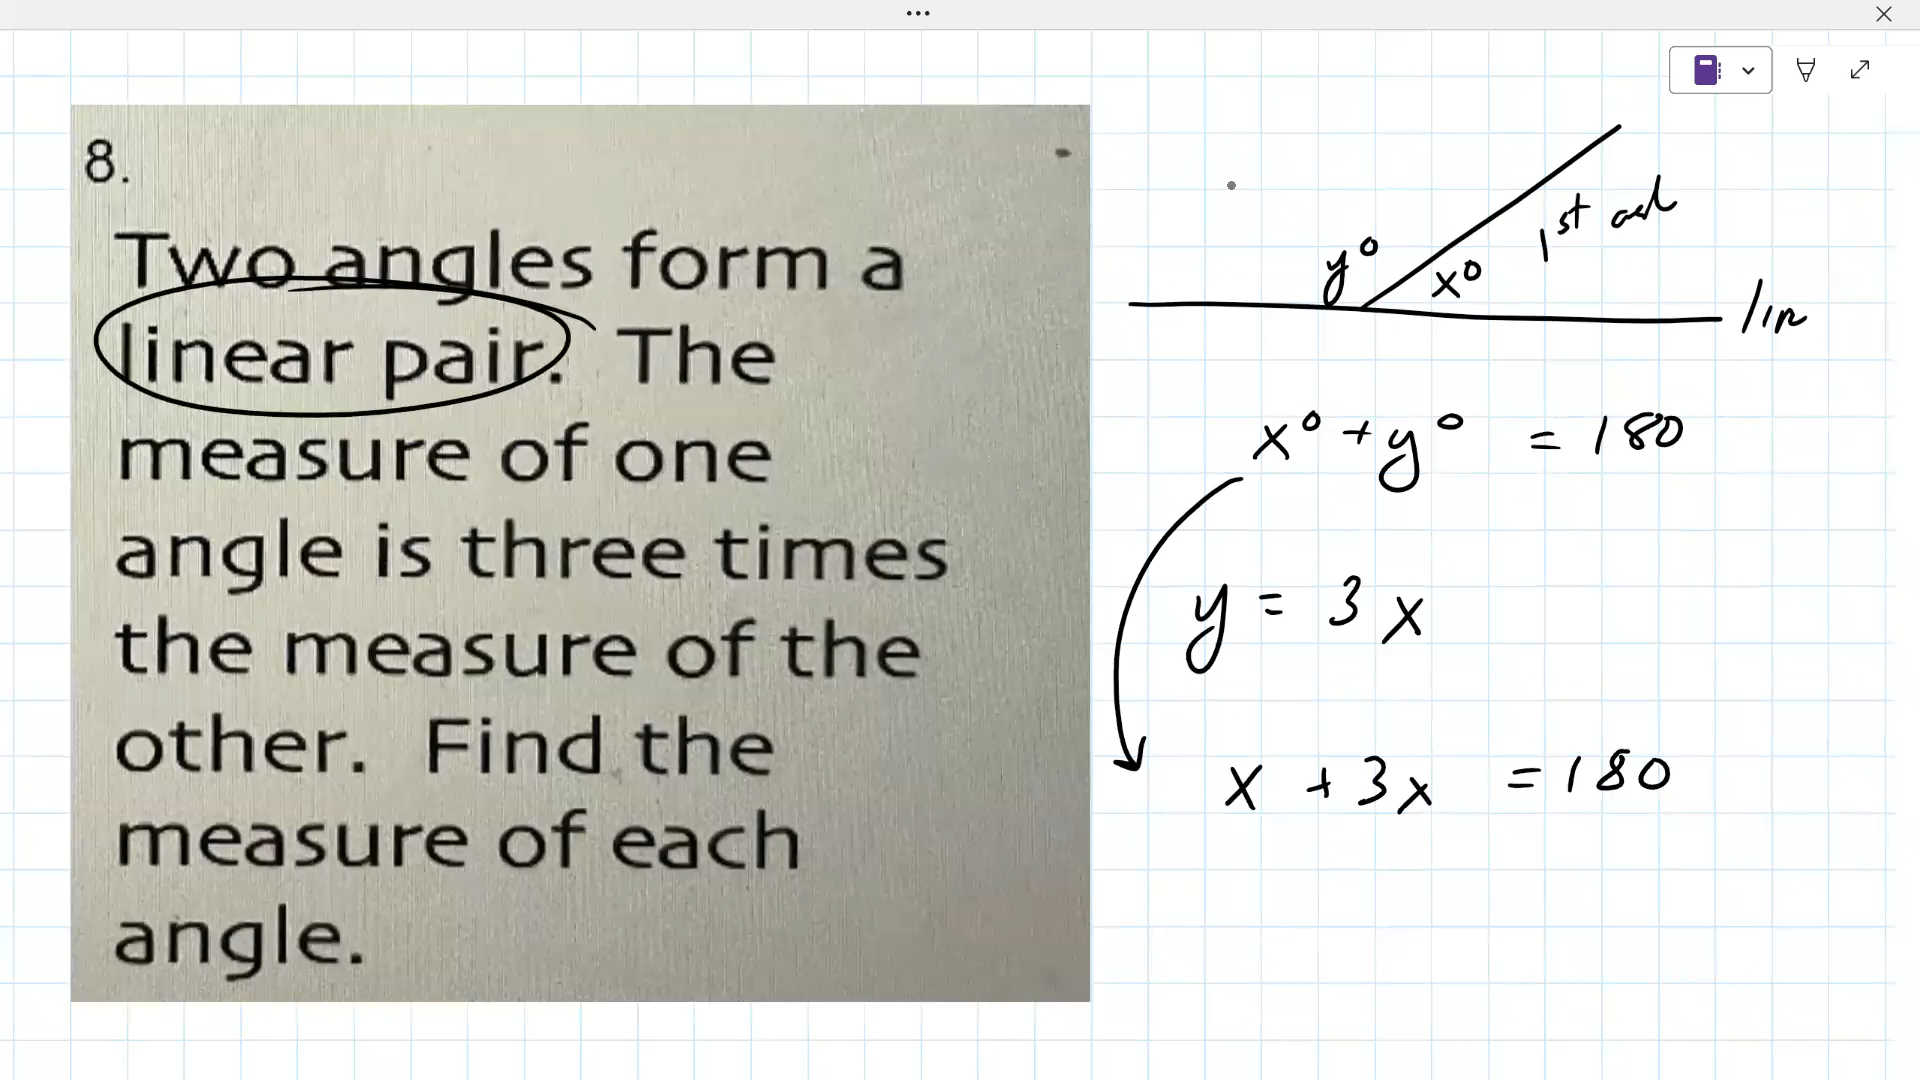 8.
Two angles form a
linear pair. The
measure of one
angle is three times
the measure of the
other. Find the
measure of each
angle.
y° x° 1st
x° + y° = 180
y = 3x
x + 3x = 180